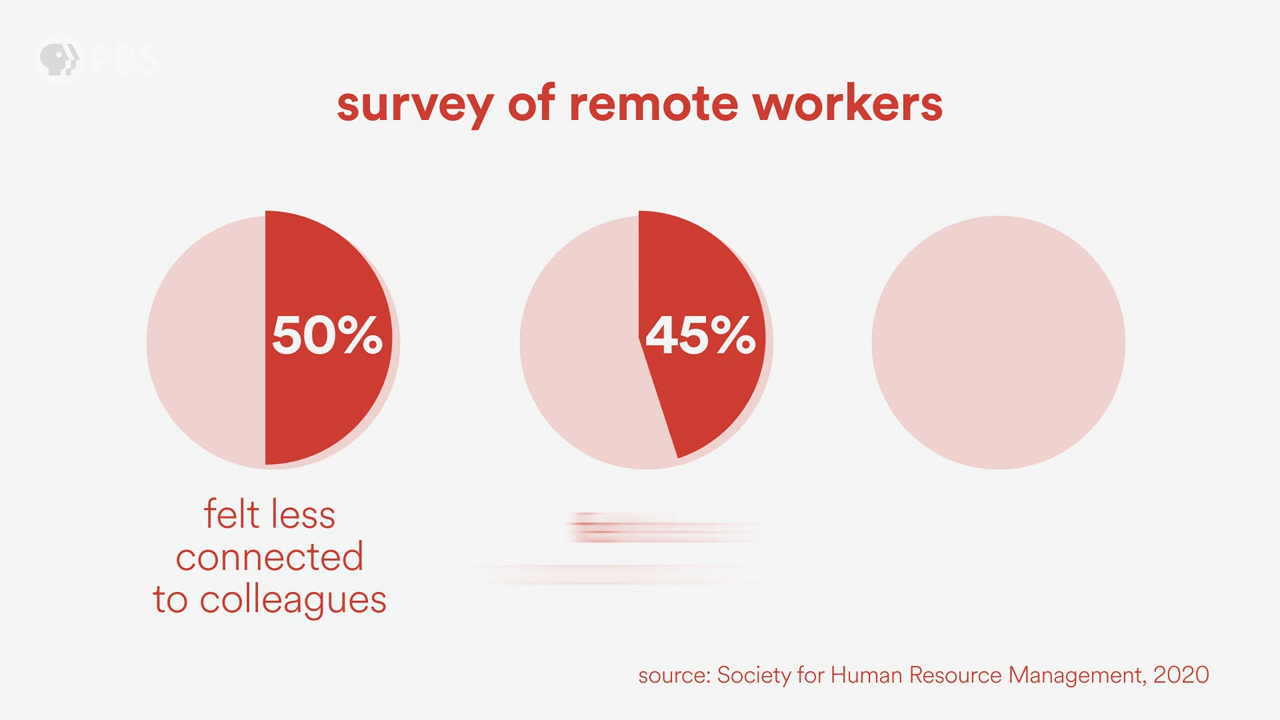 PBS
survey of remote workers
50%
45%
felt less
connected
to colleagues
source: Society for Human Resource Management, 2020